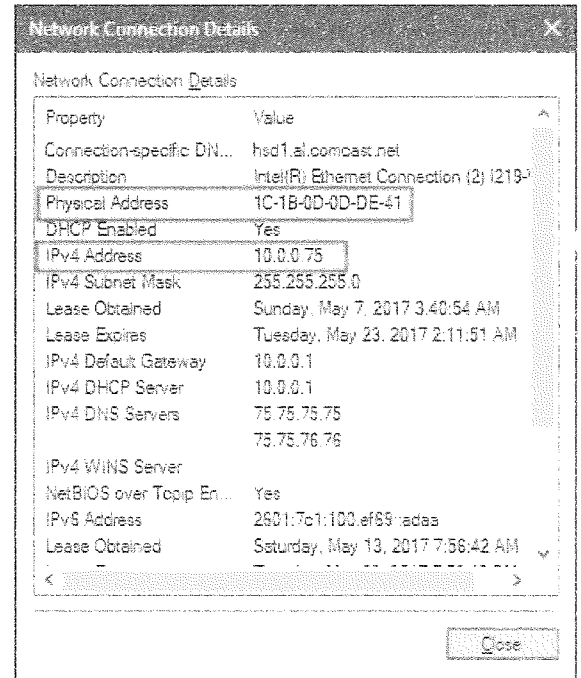 Network Connection Details
Network Connection Details
Property Value
Connection-specific DN... hsd1.al.comcast.net
Description Intel(R) Ethernet Connection (2) I219-
Physical Address 1C-1B-0D-0D-DE-41
DHCP Enabled Yes
IPv4 Address 10.0.0.75
IPv4 Subnet Mask 255.255.255.0
Lease Obtained Sunday, May 7, 2017 3:40:54 AM
Lease Expires Tuesday, May 23, 2017 2:11:51 AM
IPv4 Default Gateway 10.0.0.1
IPv4 DHCP Server 10.0.0.1
IPv4 DNS Servers 75.75.75.75
75.75.76.76
IPv4 WINS Server
NetBIOS over Tcpip En... Yes
IPv6 Address 2601:7c1:100:ef69::adaa
Lease Obtained Saturday, May 13, 2017 7:56:42 AM
Close